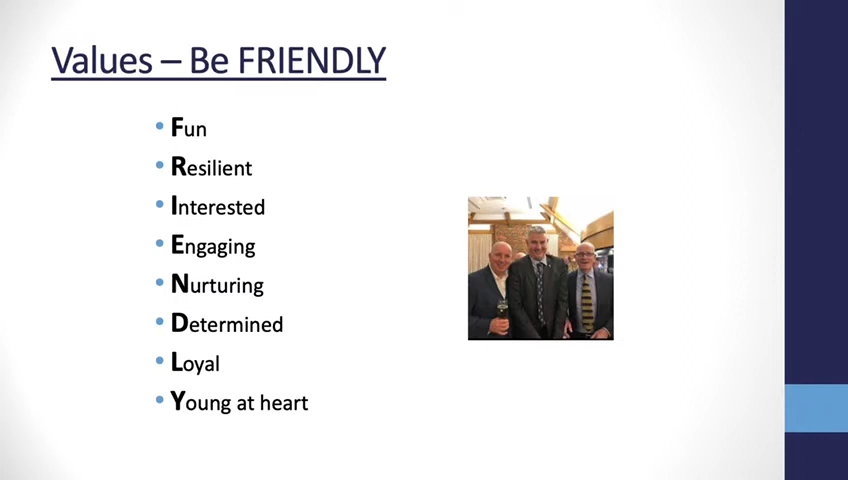 Values – Be FRIENDLY
• Fun
• Resilient
• Interested
• Engaging
• Nurturing
• Determined
• Loyal
• Young at heart